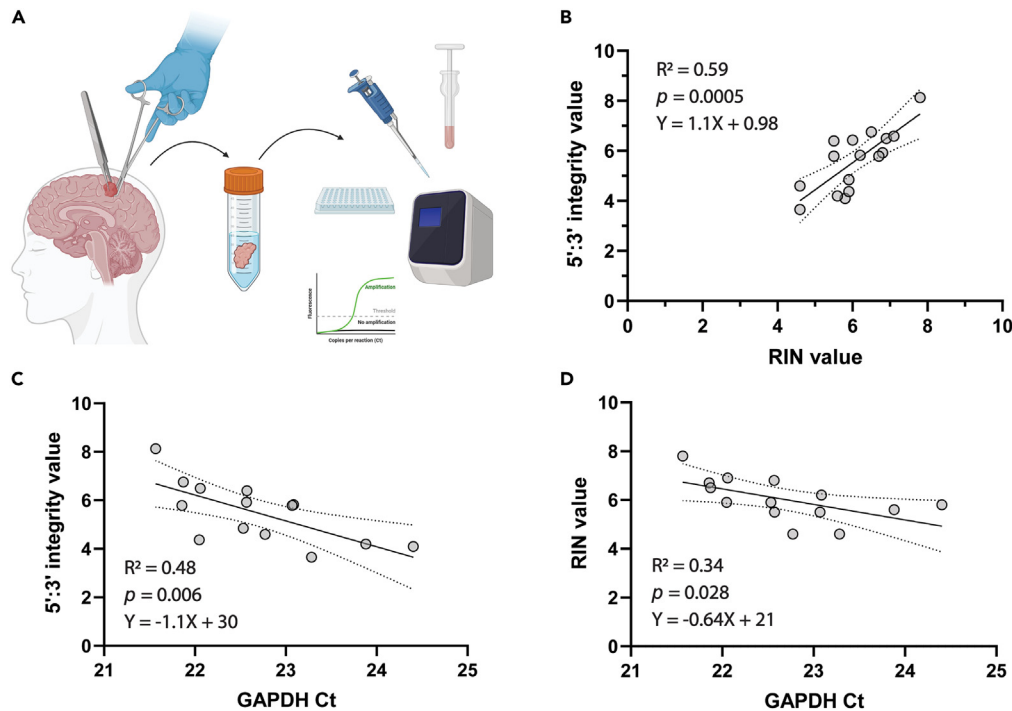 A
Fluorescence
Amplification
Threshold
No amplification
Copies per reaction (Ct)
B
10
8
6
4
2
0
5':3' integrity value
R² = 0.59
p = 0.0005
Y = 1.1X + 0.98
0 2 4 6 8 10
RIN value
C
10
8
6
4
2
0
5':3' integrity value
R² = 0.48
p = 0.006
Y = -1.1X + 30
21 22 23 24 25
GAPDH Ct
D
10
8
6
4
2
0
RIN value
R² = 0.34
p = 0.028
Y = -0.64X + 21
21 22 23 24 25
GAPDH Ct